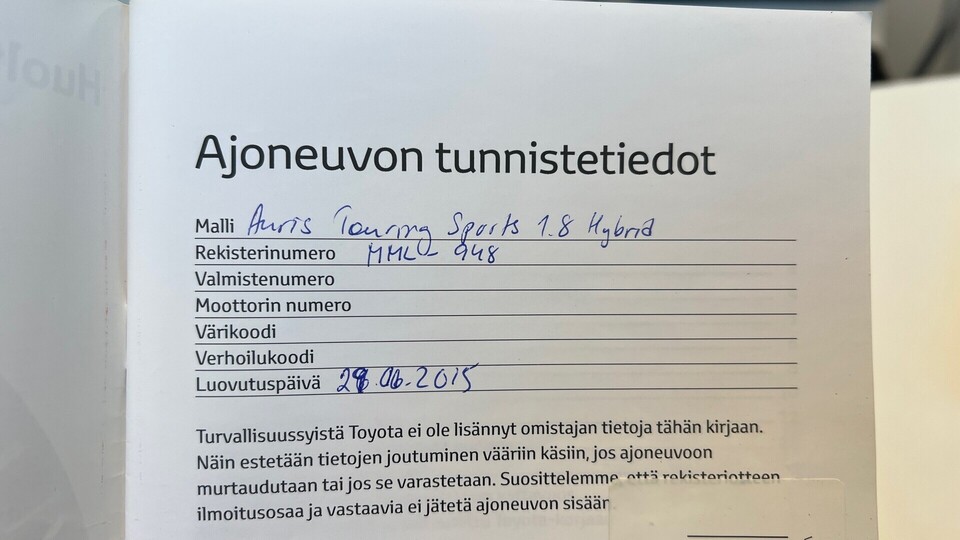 Ajoneuvon tunnistetiedot
Malli Auris Touring Sports 1.8 Hybrid
Rekisterinumero MML-948
Valmistenumero
Moottorin numero
Värikoodi
Verhoilukoodi
Luovutuspäivä .2015
Turvallisuussyistä Toyota ei ole lisännyt omistajan tietoja tähän kirjaan.
Näin estetään tietojen joutuminen vääriin käsiin, jos ajoneuvoon
murtaudutaan tai jos se varastetaan. Suosittelemme, että rekisteriotteen
ilmoitusosaa ja vastaavia ei jätetä ajoneuvon sisään